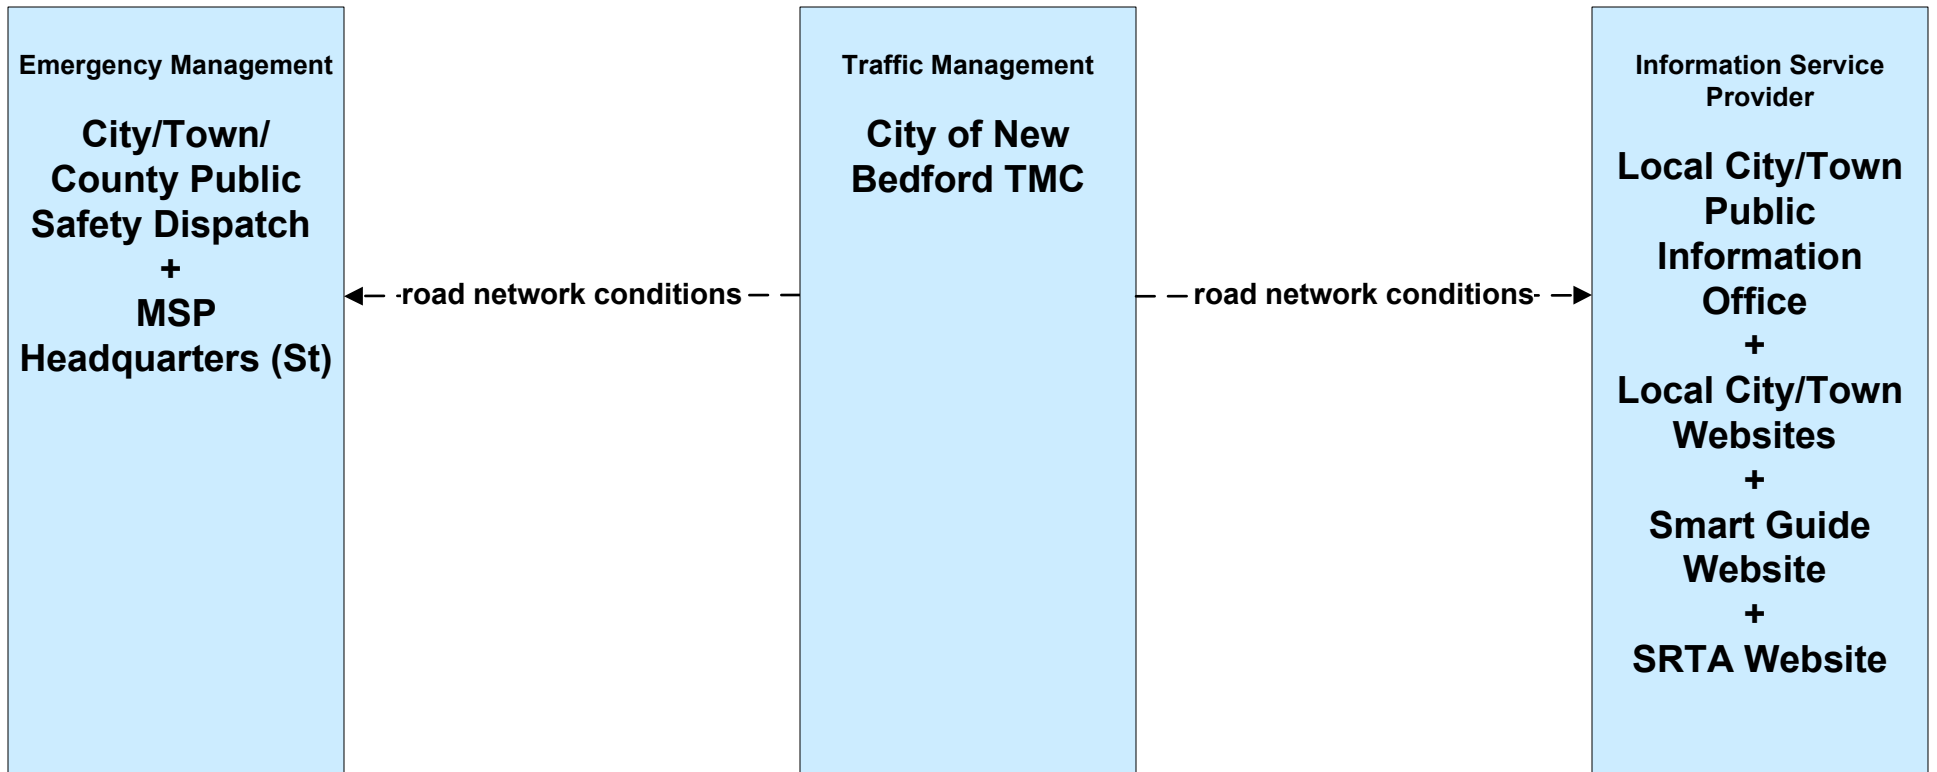 Emergency Management
City/Town/
County Public
Safety Dispatch
+
MSP
Headquarters (St)
road network conditions
Traffic Management
City of New
Bedford TMC
road network conditions
Information Service
Provider
Local City/Town
Public
Information
Office
+
Local City/Town
Websites
+
Smart Guide
Website
+
SRTA Website